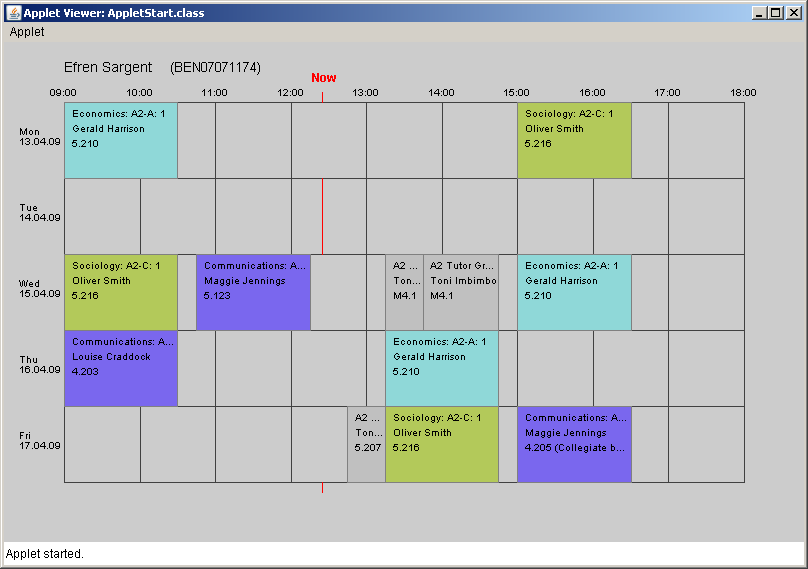 Applet Viewer: AppletStart.class
Applet
Efren Sargent (BEN07071174)
Now
09:00 10:00 11:00 12:00 13:00 14:00 15:00 16:00 17:00 18:00
Mon
13.04.09
Economics: A2-A: 1
Gerald Harrison
5.210
Sociology: A2-C: 1
Oliver Smith
5.216
Tue
14.04.09
Wed
15.04.09
Sociology: A2-C: 1
Oliver Smith
5.216
Communications: A...
Maggie Jennings
5.123
A2 ...
Ton...
M4.1
A2 Tutor Gr...
Toni Imbimbo
M4.1
Economics: A2-A: 1
Gerald Harrison
5.210
Thu
16.04.09
Communications: A...
Louise Craddock
4.203
Economics: A2-A: 1
Gerald Harrison
5.210
Fri
17.04.09
A2 ...
Ton...
5.207
Sociology: A2-C: 1
Oliver Smith
5.216
Communications: A...
Maggie Jennings
4.205 (Collegiate b...
Applet started.